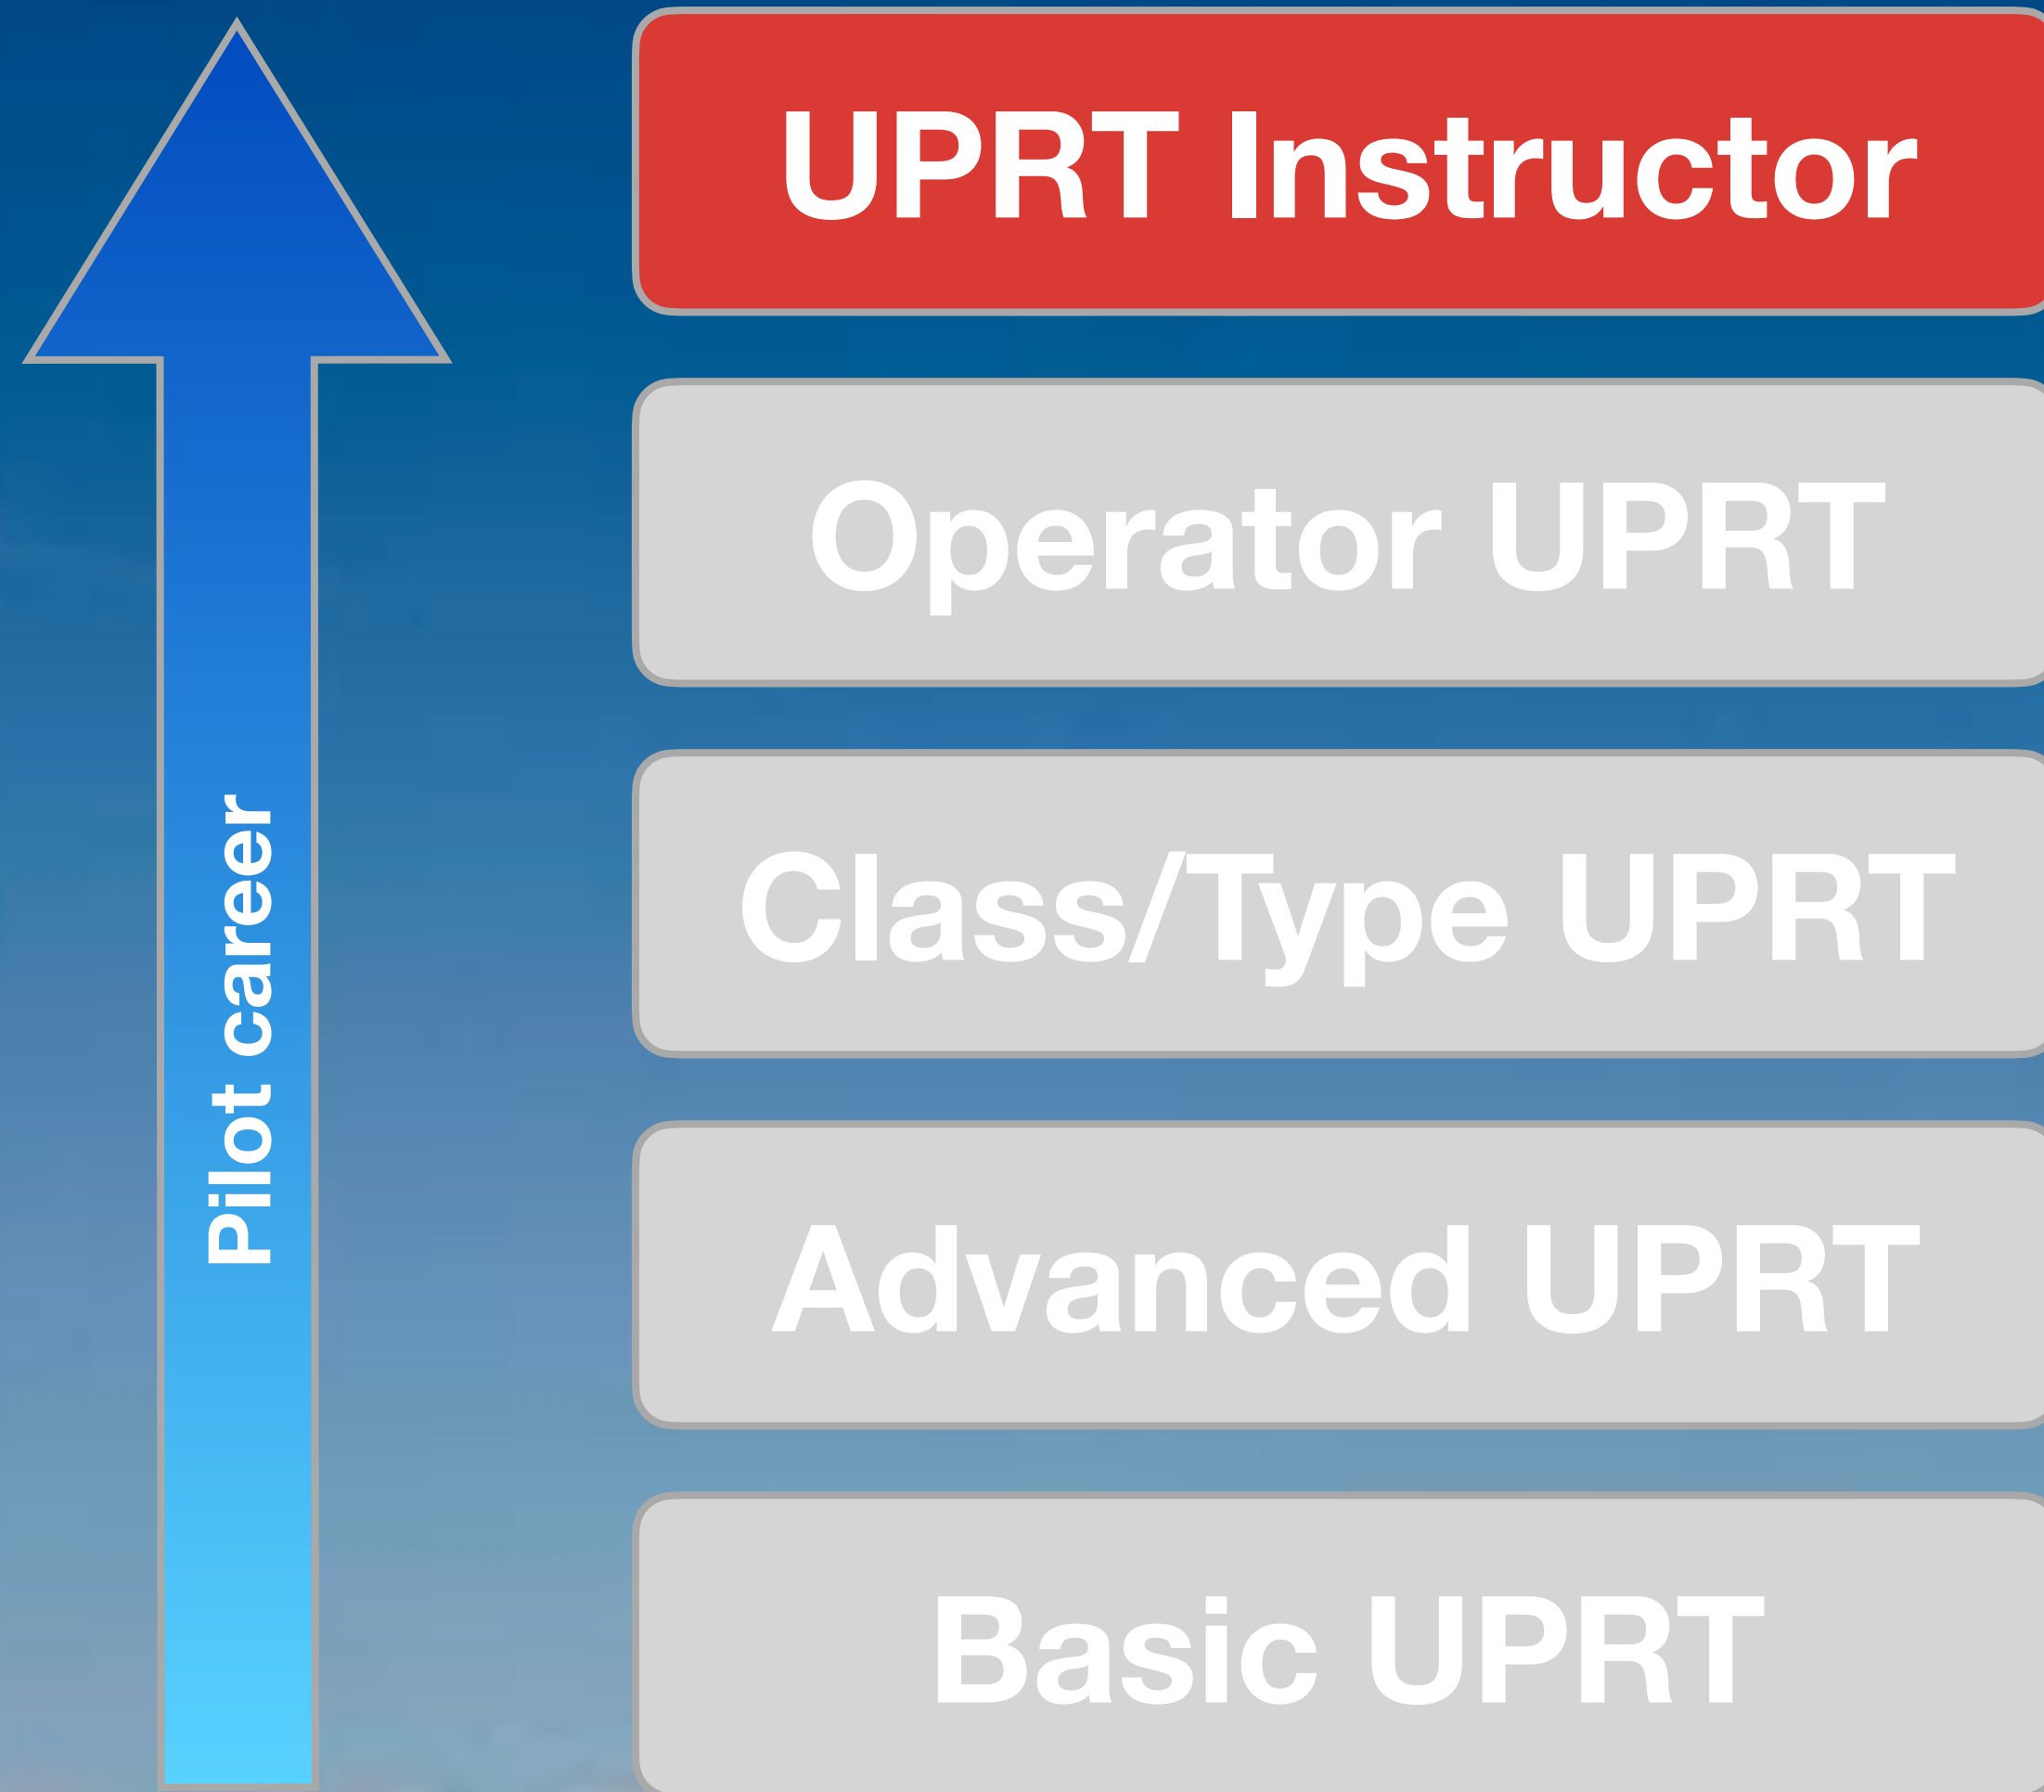 UPRT Instructor
Operator UPRT
Class/Type UPRT
Advanced UPRT
Basic UPRT
Pilot career